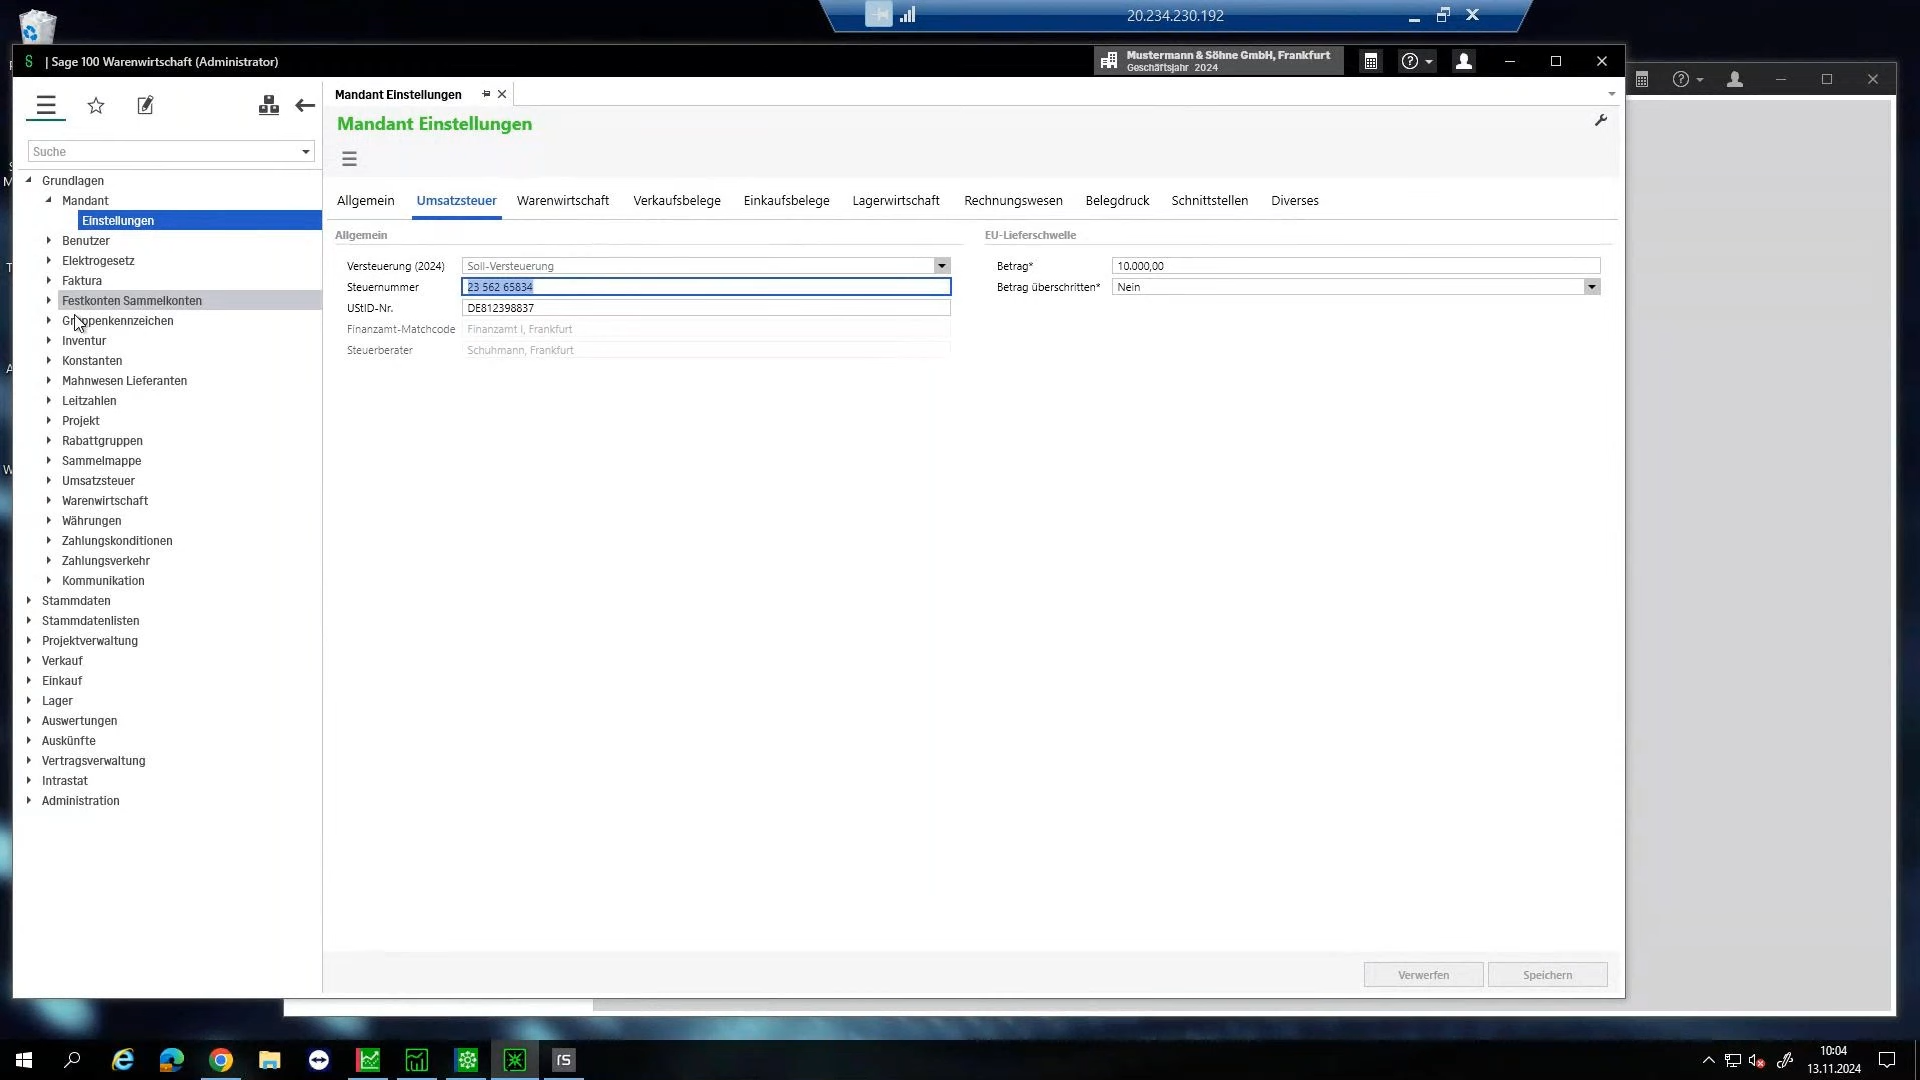 20.234.230.192
| Sage 100 Warenwirtschaft (Administrator)
Mustermann & Söhne GmbH, Frankfurt
Geschäftsjahr 2024
Mandant Einstellungen
Mandant Einstellungen
Suche
Grundlagen
Mandant
Einstellungen
Benutzer
Elektrogesetz
Faktura
Festkonten Sammelkonten
Gruppenkennzeichen
Inventur
Konstanten
Mahnwesen Lieferanten
Leitzahlen
Projekt
Rabattgruppen
Sammelmappe
Umsatzsteuer
Warenwirtschaft
Währungen
Zahlungskonditionen
Zahlungsverkehr
Kommunikation
Stammdaten
Stammdatenlisten
Projektverwaltung
Verkauf
Einkauf
Lager
Auswertungen
Auskünfte
Vertragsverwaltung
Intrastat
Administration
Allgemein Umsatzsteuer Warenwirtschaft Verkaufsbelege Einkaufsbelege Lagerwirtschaft Rechnungswesen Belegdruck Schnittstellen Diverses
Allgemein
Versteuerung (2024) Soll-Versteuerung
Steuernummer 23 562 65834
UStID-Nr. DE812398837
Finanzamt-Matchcode Finanzamt I, Frankfurt
Steuerberater Schuhmann, Frankfurt
EU-Lieferschwelle
Betrag* 10.000,00
Betrag überschritten* Nein
Verwerfen Speichern
10:04
13.11.2024